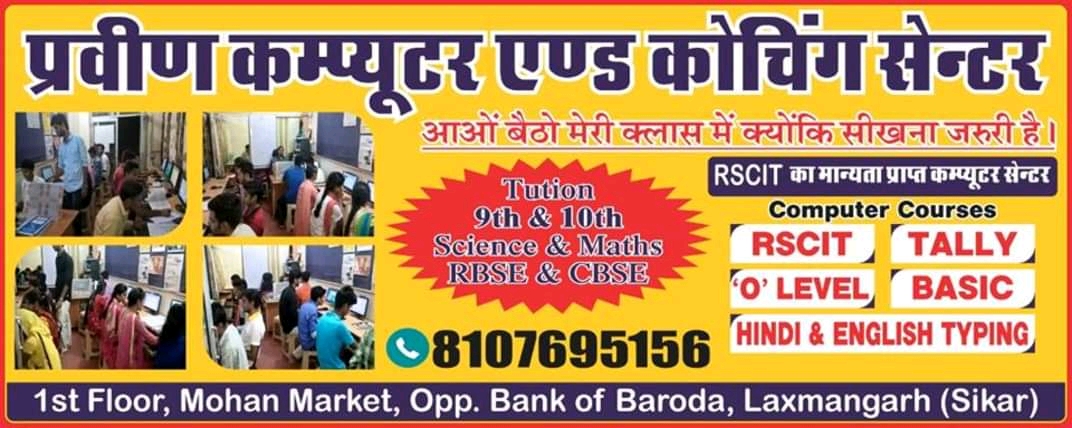 प्रवीण कम्प्यूटर एण्ड कोचिंग सेन्टर
आओं बैठो मेरी क्लास में क्योंकि सीखना जरुरी है।
RSCIT का मान्यता प्राप्त कम्प्यूटर सेन्टर
Tution
9th & 10th
Science & Maths
RBSE & CBSE
Computer Courses
RSCIT TALLY
'O' LEVEL BASIC
HINDI & ENGLISH TYPING
8107695156
1st Floor, Mohan Market, Opp. Bank of Baroda, Laxmangarh (Sikar)